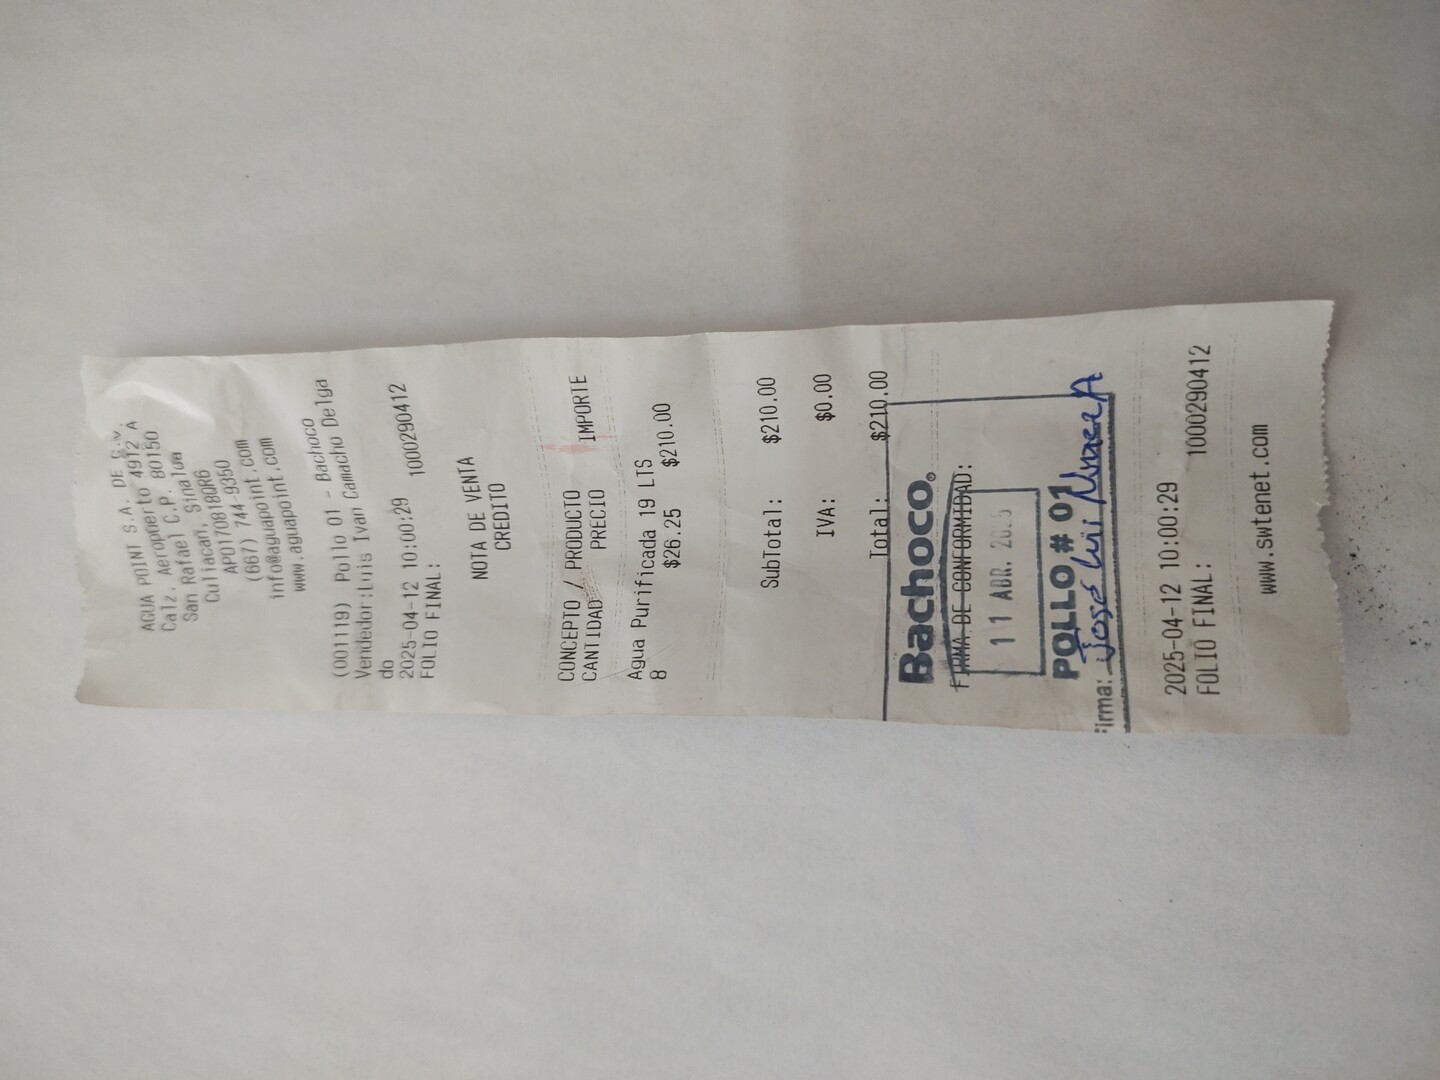 AGUA POINT S.A. DE C.V.
Calz. Aeropuerto 4912 A
San Rafael C.P. 80150
Culiacan, Sinaloa
APO1708180R6
(667) 744-9350
info@aguapoint.com
www.aguapoint.com
(001119) Pollo 01 - Bachoco
Vendedor:Luis Ivan Camacho Delga
do
2025-04-12 10:00:29
FOLIO FINAL: 1000290412
NOTA DE VENTA
CREDITO
CONCEPTO / PRODUCTO
CANTIDAD PRECIO IMPORTE
Agua Purificada 19 LTS
8 $26.25 $210.00
SubTotal: $210.00
IVA: $0.00
Total: $210.00
Bachoco®
FIRMA DE CONFORMIDAD:
11 ABR. 2025
POLLO # 01
Firma: Jose Luis
2025-04-12 10:00:29
FOLIO FINAL: 1000290412
www.swtenet.com